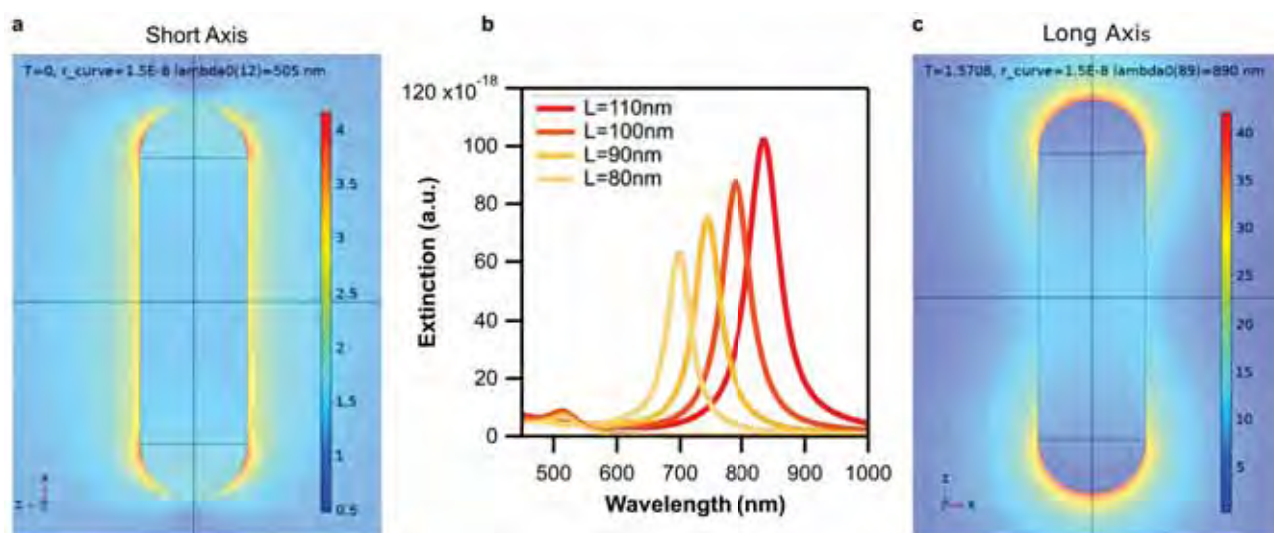 a
Short Axis
T=0, r_curve=1.5E-8 lambda0(12)=505 nm
4
3.5
3
2.5
2
1.5
1
0.5
b
120 x10-18
100
80
60
40
20
0
Extinction (a.u.)
L=110nm
L=100nm
L=90nm
L=80nm
500 600 700 800 900 1000
Wavelength (nm)
c
Long Axis
T=1.5708, r_curve=1.5E-8 lambda0(89)=890 nm
40
35
30
25
20
15
10
5